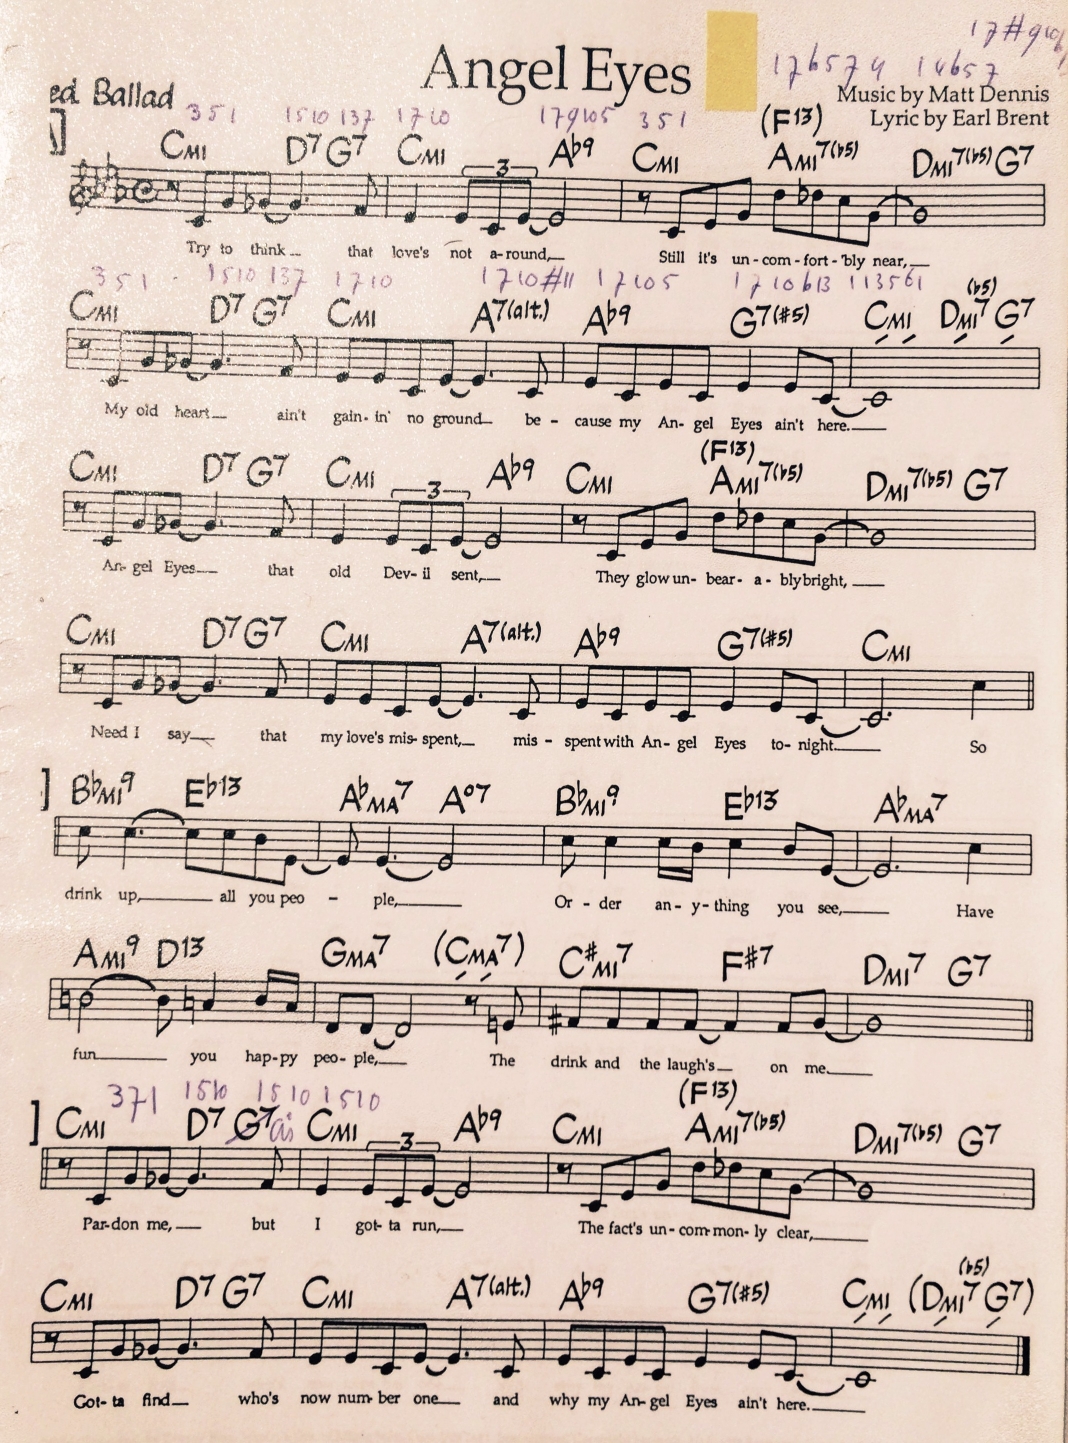 17#9
Angel Eyes
17b57 9 14b57
ed Ballad
Music by Matt Dennis
Lyric by Earl Brent
351 1510 137 1710 179105 351
(F13)
CMI D7 G7 CMI Ab9 CMI AMI7(b5) DMI7(b5) G7
3
Try to think that love's not a-round, Still it's un-com-fort-'bly near,
351 1510 137 1710 1710#11 17105 1710b13 113561
(b5)
CMI D7 G7 CMI A7(alt.) Ab9 G7(#5) CMI DMI7 G7
My old heart ain't gain-in' no ground be-cause my An-gel Eyes ain't here.
(F13)
CMI D7 G7 CMI Ab9 CMI AMI7(b5) DMI7(b5) G7
3
An-gel Eyes that old Dev-il sent, They glow un-bear-a-bly bright,
CMI D7 G7 CMI A7(alt.) Ab9 G7(#5) CMI
Need I say that my love's mis-spent, mis-spent with An-gel Eyes to-night. So
] BbMI9 Eb13 AbMA7 A°7 BbMI9 Eb13 AbMA7
drink up, all you peo-ple, Or-der an-y-thing you see, Have
AMI9 D13 GMA7 (CMA7) C#MI7 F#7 DMI7 G7
fun you hap-py peo-ple, The drink and the laugh's on me.
371 1510 1510 1510
(F13)
] CMI D7 G7 CMI Ab9 CMI AMI7(b5) DMI7(b5) G7
3
Par-don me, but I got-ta run, The fact's un-com-mon-ly clear,
(b5)
CMI D7 G7 CMI A7(alt.) Ab9 G7(#5) CMI (DMI7 G7)
Got-ta find who's now num-ber one and why my An-gel Eyes ain't here.